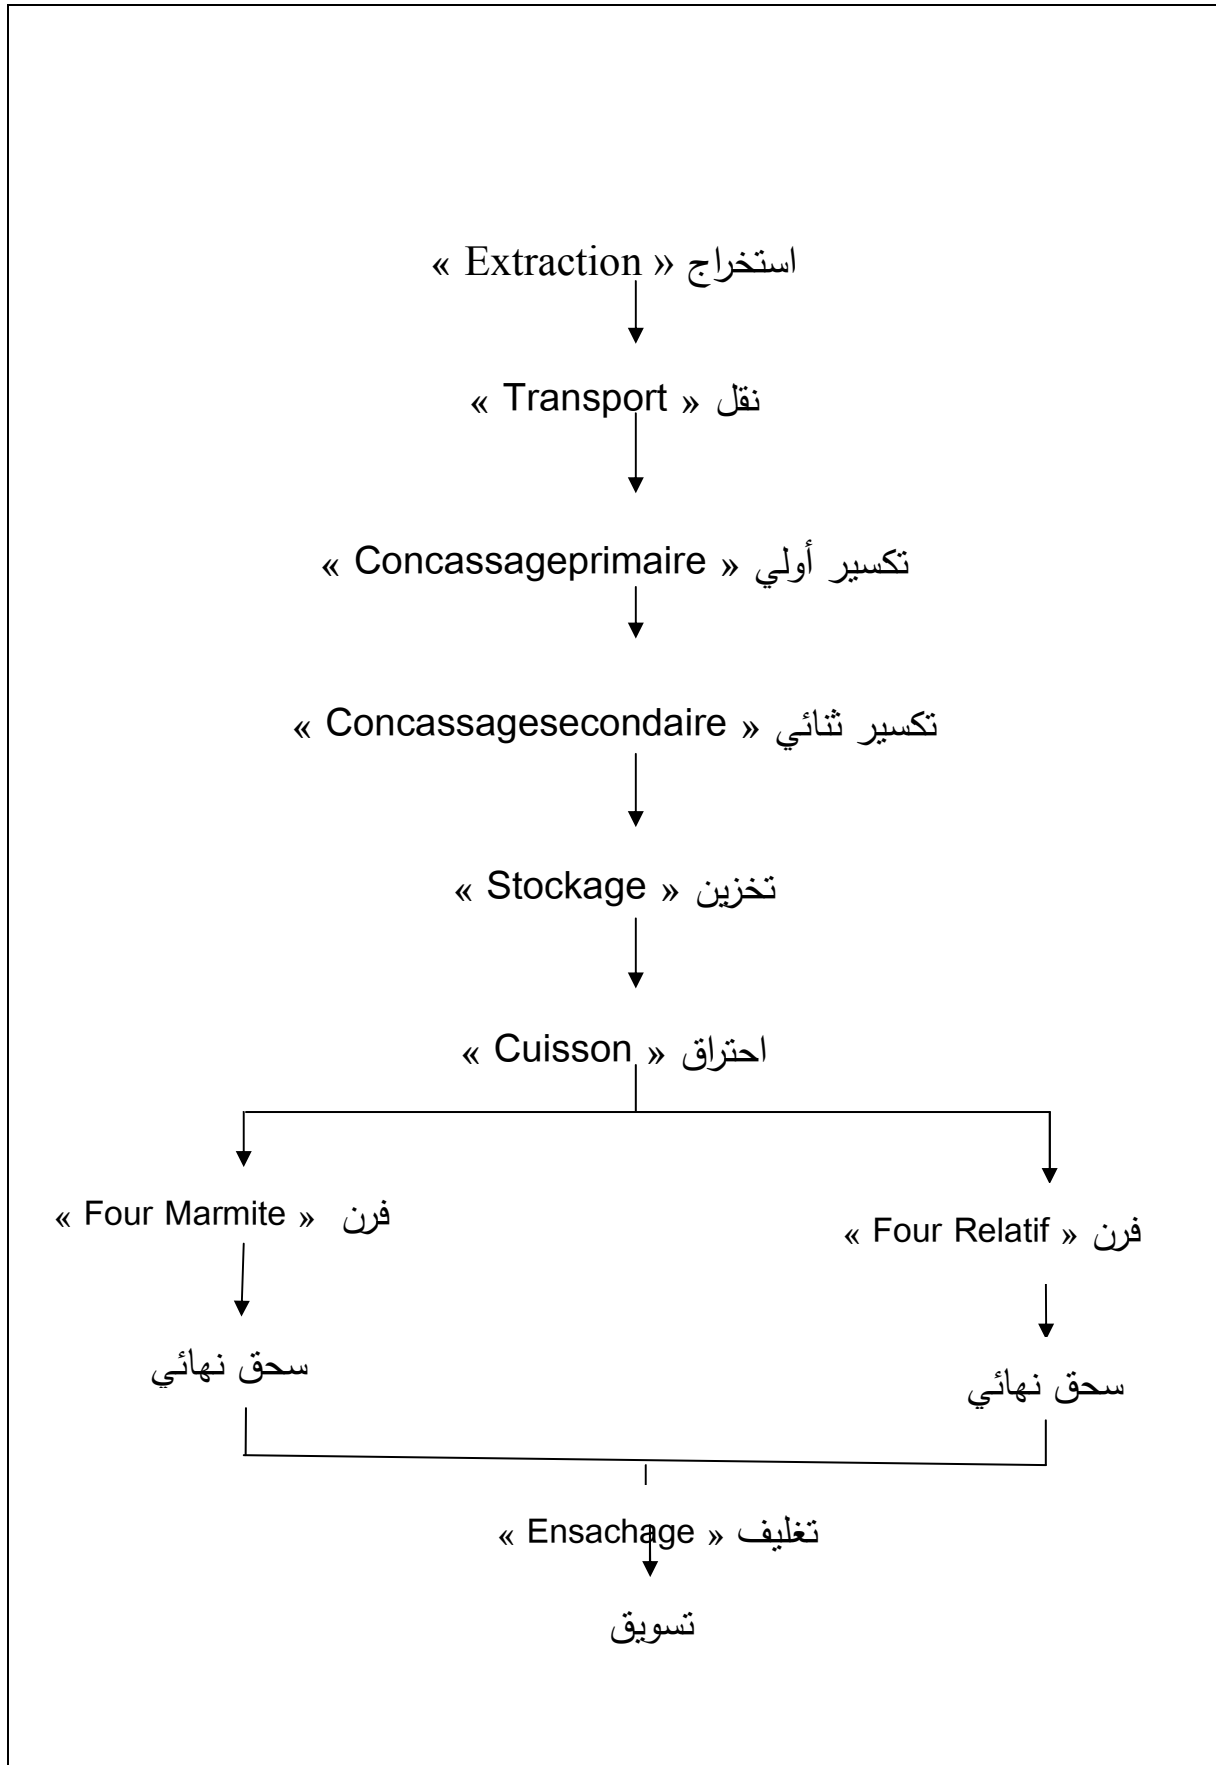 استخراج « Extraction »
نقل « Transport »
تكسير أولي « Concassageprimaire »
تكسير ثنائي « Concassagesecondaire »
تخزين « Stockage »
احتراق « Cuisson »
فرن « Four Marmite »
فرن « Four Relatif »
سحق نهائي
سحق نهائي
تغليف « Ensachage »
تسويق